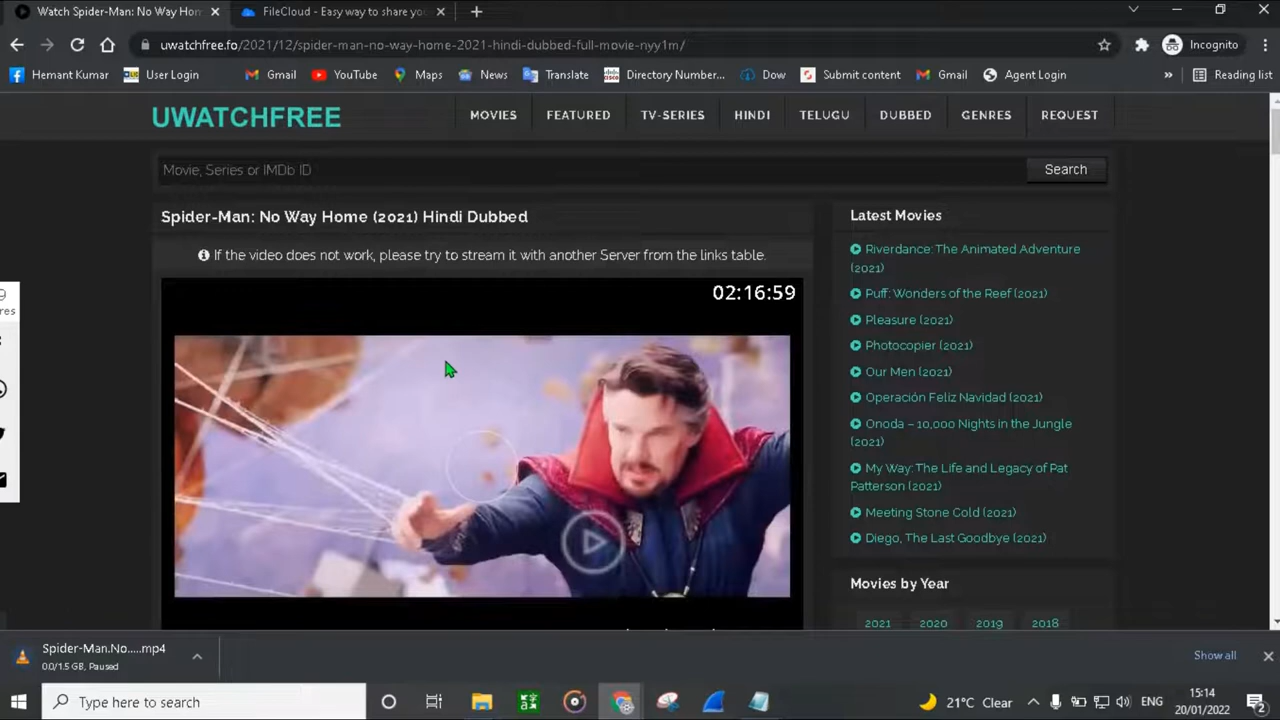 Watch Spider-Man: No Way Hom
FileCloud - Easy way to share you
uwatchfree.fo/2021/12/spider-man-no-way-home-2021-hindi-dubbed-full-movie-nyy1m/
Incognito
Hemant Kumar
User Login
Gmail
YouTube
Maps
News
Translate
Directory Number...
Dow
Submit content
Gmail
Agent Login
»
Reading list
UWATCHFREE
MOVIES
FEATURED
TV-SERIES
HINDI
TELUGU
DUBBED
GENRES
REQUEST
Movie, Series or IMDb ID
Search
Spider-Man: No Way Home (2021) Hindi Dubbed
If the video does not work, please try to stream it with another Server from the links table.
02:16:59
Latest Movies
Riverdance: The Animated Adventure
(2021)
Puff: Wonders of the Reef (2021)
Pleasure (2021)
Photocopier (2021)
Our Men (2021)
Operación Feliz Navidad (2021)
Onoda – 10,000 Nights in the Jungle
(2021)
My Way: The Life and Legacy of Pat
Patterson (2021)
Meeting Stone Cold (2021)
Diego, The Last Goodbye (2021)
Movies by Year
2021
2020
2019
2018
Spider-Man.No.....mp4
0.0/1.5 GB, Paused
Show all
Type here to search
21°C Clear
ENG
15:14
20/01/2022
2